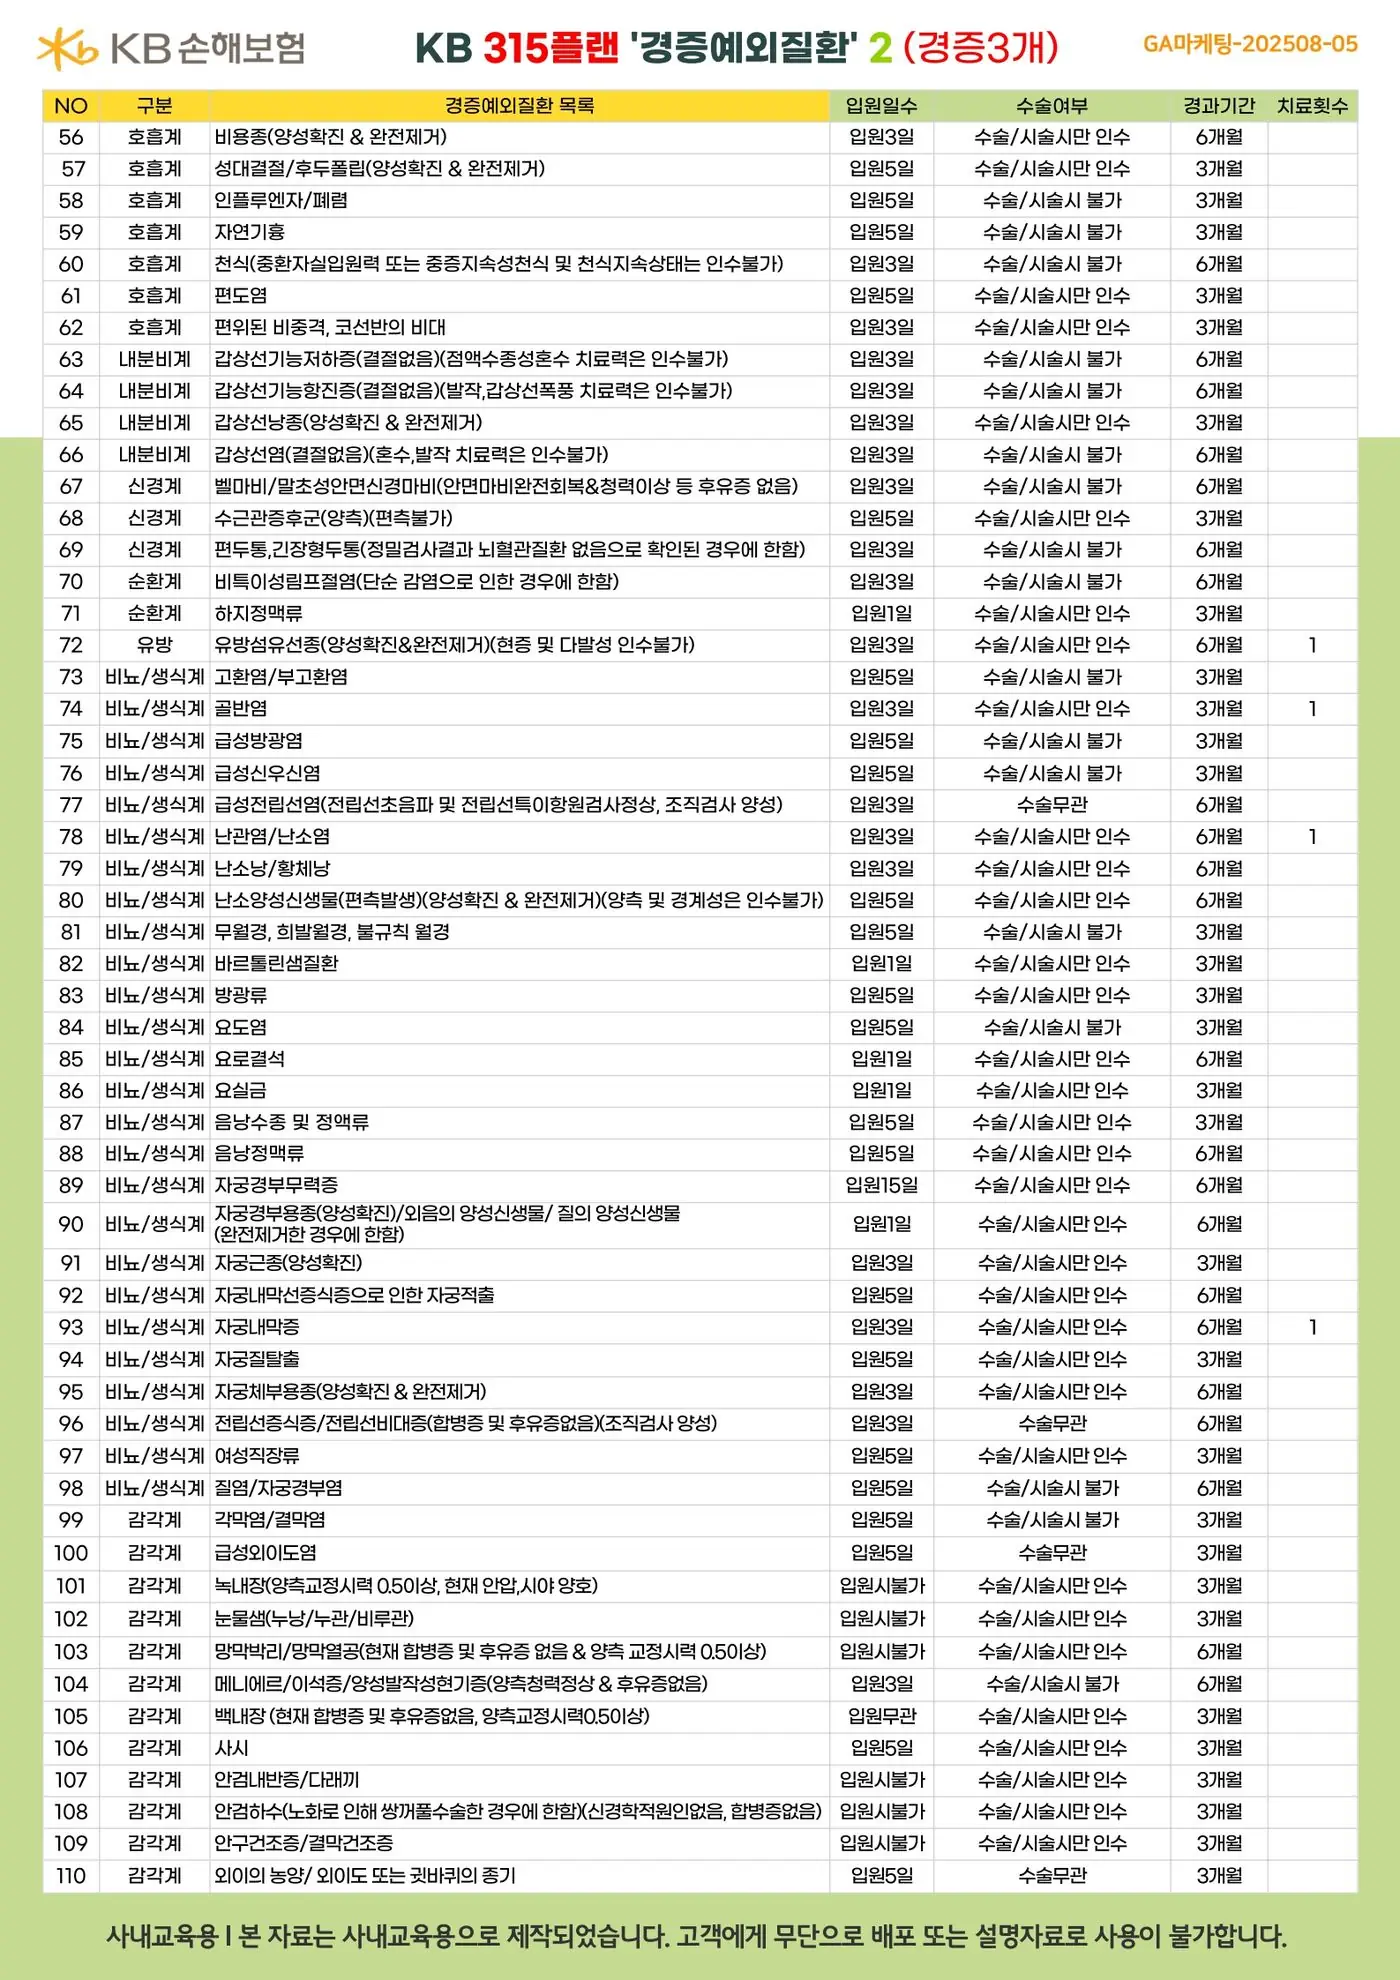 KB손해보험
KB 315플랜 '경증예외질환' 2 (경증3개)
GA마케팅-202508-05
NO 구분 경증예외질환 목록 입원일수 수술여부 경과기간 치료횟수
56 호흡계 비용종(양성확진 & 완전제거) 입원3일 수술/시술시만 인수 6개월
57 호흡계 성대결절/후두폴립(양성확진 & 완전제거) 입원5일 수술/시술시만 인수 3개월
58 호흡계 인플루엔자/폐렴 입원5일 수술/시술시 불가 3개월
59 호흡계 자연기흉 입원5일 수술/시술시 불가 3개월
60 호흡계 천식(중환자실입원력 또는 중증지속성천식 및 천식지속상태는 인수불가) 입원3일 수술/시술시 불가 6개월
61 호흡계 편도염 입원5일 수술/시술시만 인수 3개월
62 호흡계 편위된 비중격, 코선반의 비대 입원3일 수술/시술시만 인수 3개월
63 내분비계 갑상선기능저하증(결절없음)(점액수종성혼수 치료력은 인수불가) 입원3일 수술/시술시 불가 6개월
64 내분비계 갑상선기능항진증(결절없음)(발작,갑상선폭풍 치료력은 인수불가) 입원3일 수술/시술시 불가 6개월
65 내분비계 갑상선낭종(양성확진 & 완전제거) 입원3일 수술/시술시만 인수 3개월
66 내분비계 갑상선염(결절없음)(혼수,발작 치료력은 인수불가) 입원3일 수술/시술시 불가 6개월
67 신경계 벨마비/말초성안면신경마비(안면마비완전회복&청력이상 등 후유증 없음) 입원3일 수술/시술시 불가 6개월
68 신경계 수근관증후군(양측)(편측불가) 입원5일 수술/시술시만 인수 3개월
69 신경계 편두통,긴장형두통(정밀검사결과 뇌혈관질환 없음으로 확인된 경우에 한함) 입원3일 수술/시술시 불가 6개월
70 순환계 비특이성림프절염(단순 감염으로 인한 경우에 한함) 입원3일 수술/시술시 불가 6개월
71 순환계 하지정맥류 입원1일 수술/시술시만 인수 3개월
72 유방 유방섬유선종(양성확진&완전제거)(현증 및 다발성 인수불가) 입원3일 수술/시술시만 인수 6개월 1
73 비뇨/생식계 고환염/부고환염 입원5일 수술/시술시 불가 3개월
74 비뇨/생식계 골반염 입원3일 수술/시술시만 인수 3개월 1
75 비뇨/생식계 급성방광염 입원5일 수술/시술시 불가 3개월
76 비뇨/생식계 급성신우신염 입원5일 수술/시술시 불가 3개월
77 비뇨/생식계 급성전립선염(전립선초음파 및 전립선특이항원검사정상, 조직검사 양성) 입원3일 수술무관 6개월
78 비뇨/생식계 난관염/난소염 입원3일 수술/시술시만 인수 6개월 1
79 비뇨/생식계 난소낭/황체낭 입원3일 수술/시술시만 인수 6개월
80 비뇨/생식계 난소양성신생물(편측발생)(양성확진 & 완전제거)(양측 및 경계성은 인수불가) 입원5일 수술/시술시만 인수 6개월
81 비뇨/생식계 무월경, 희발월경, 불규칙 월경 입원5일 수술/시술시 불가 3개월
82 비뇨/생식계 바르톨린샘질환 입원1일 수술/시술시만 인수 3개월
83 비뇨/생식계 방광류 입원5일 수술/시술시만 인수 3개월
84 비뇨/생식계 요도염 입원5일 수술/시술시 불가 3개월
85 비뇨/생식계 요로결석 입원1일 수술/시술시만 인수 6개월
86 비뇨/생식계 요실금 입원1일 수술/시술시만 인수 3개월
87 비뇨/생식계 음낭수종 및 정액류 입원5일 수술/시술시만 인수 3개월
88 비뇨/생식계 음낭정맥류 입원5일 수술/시술시만 인수 6개월
89 비뇨/생식계 자궁경부무력증 입원15일 수술/시술시만 인수 6개월
90 비뇨/생식계 자궁경부용종(양성확진)/외음의 양성신생물/ 질의 양성신생물 입원1일 수술/시술시만 인수 6개월
(완전제거한 경우에 한함)
91 비뇨/생식계 자궁근종(양성확진) 입원3일 수술/시술시만 인수 3개월
92 비뇨/생식계 자궁내막선증식증으로 인한 자궁적출 입원5일 수술/시술시만 인수 6개월
93 비뇨/생식계 자궁내막증 입원3일 수술/시술시만 인수 6개월 1
94 비뇨/생식계 자궁질탈출 입원5일 수술/시술시만 인수 3개월
95 비뇨/생식계 자궁체부용종(양성확진 & 완전제거) 입원3일 수술/시술시만 인수 6개월
96 비뇨/생식계 전립선증식증/전립선비대증(합병증 및 후유증없음)(조직검사 양성) 입원3일 수술무관 6개월
97 비뇨/생식계 여성직장류 입원5일 수술/시술시만 인수 3개월
98 비뇨/생식계 질염/자궁경부염 입원5일 수술/시술시 불가 6개월
99 감각계 각막염/결막염 입원5일 수술/시술시 불가 3개월
100 감각계 급성외이도염 입원5일 수술무관 3개월
101 감각계 녹내장(양측교정시력 0.5이상, 현재 안압,시야 양호) 입원시불가 수술/시술시만 인수 3개월
102 감각계 눈물샘(누낭/누관/비루관) 입원시불가 수술/시술시만 인수 3개월
103 감각계 망막박리/망막열공(현재 합병증 및 후유증 없음 & 양측 교정시력 0.5이상) 입원시불가 수술/시술시만 인수 6개월
104 감각계 메니에르/이석증/양성발작성현기증(양측청력정상 & 후유증없음) 입원3일 수술/시술시 불가 6개월
105 감각계 백내장 (현재 합병증 및 후유증없음, 양측교정시력0.5이상) 입원무관 수술/시술시만 인수 3개월
106 감각계 사시 입원5일 수술/시술시만 인수 3개월
107 감각계 안검내반증/다래끼 입원시불가 수술/시술시만 인수 3개월
108 감각계 안검하수(노화로 인해 쌍꺼풀수술한 경우에 한함)(신경학적원인없음, 합병증없음) 입원시불가 수술/시술시만 인수 3개월
109 감각계 안구건조증/결막건조증 입원시불가 수술/시술시만 인수 3개월
110 감각계 외이의 농양/ 외이도 또는 귓바퀴의 종기 입원5일 수술무관 3개월
사내교육용 | 본 자료는 사내교육용으로 제작되었습니다. 고객에게 무단으로 배포 또는 설명자료로 사용이 불가합니다.